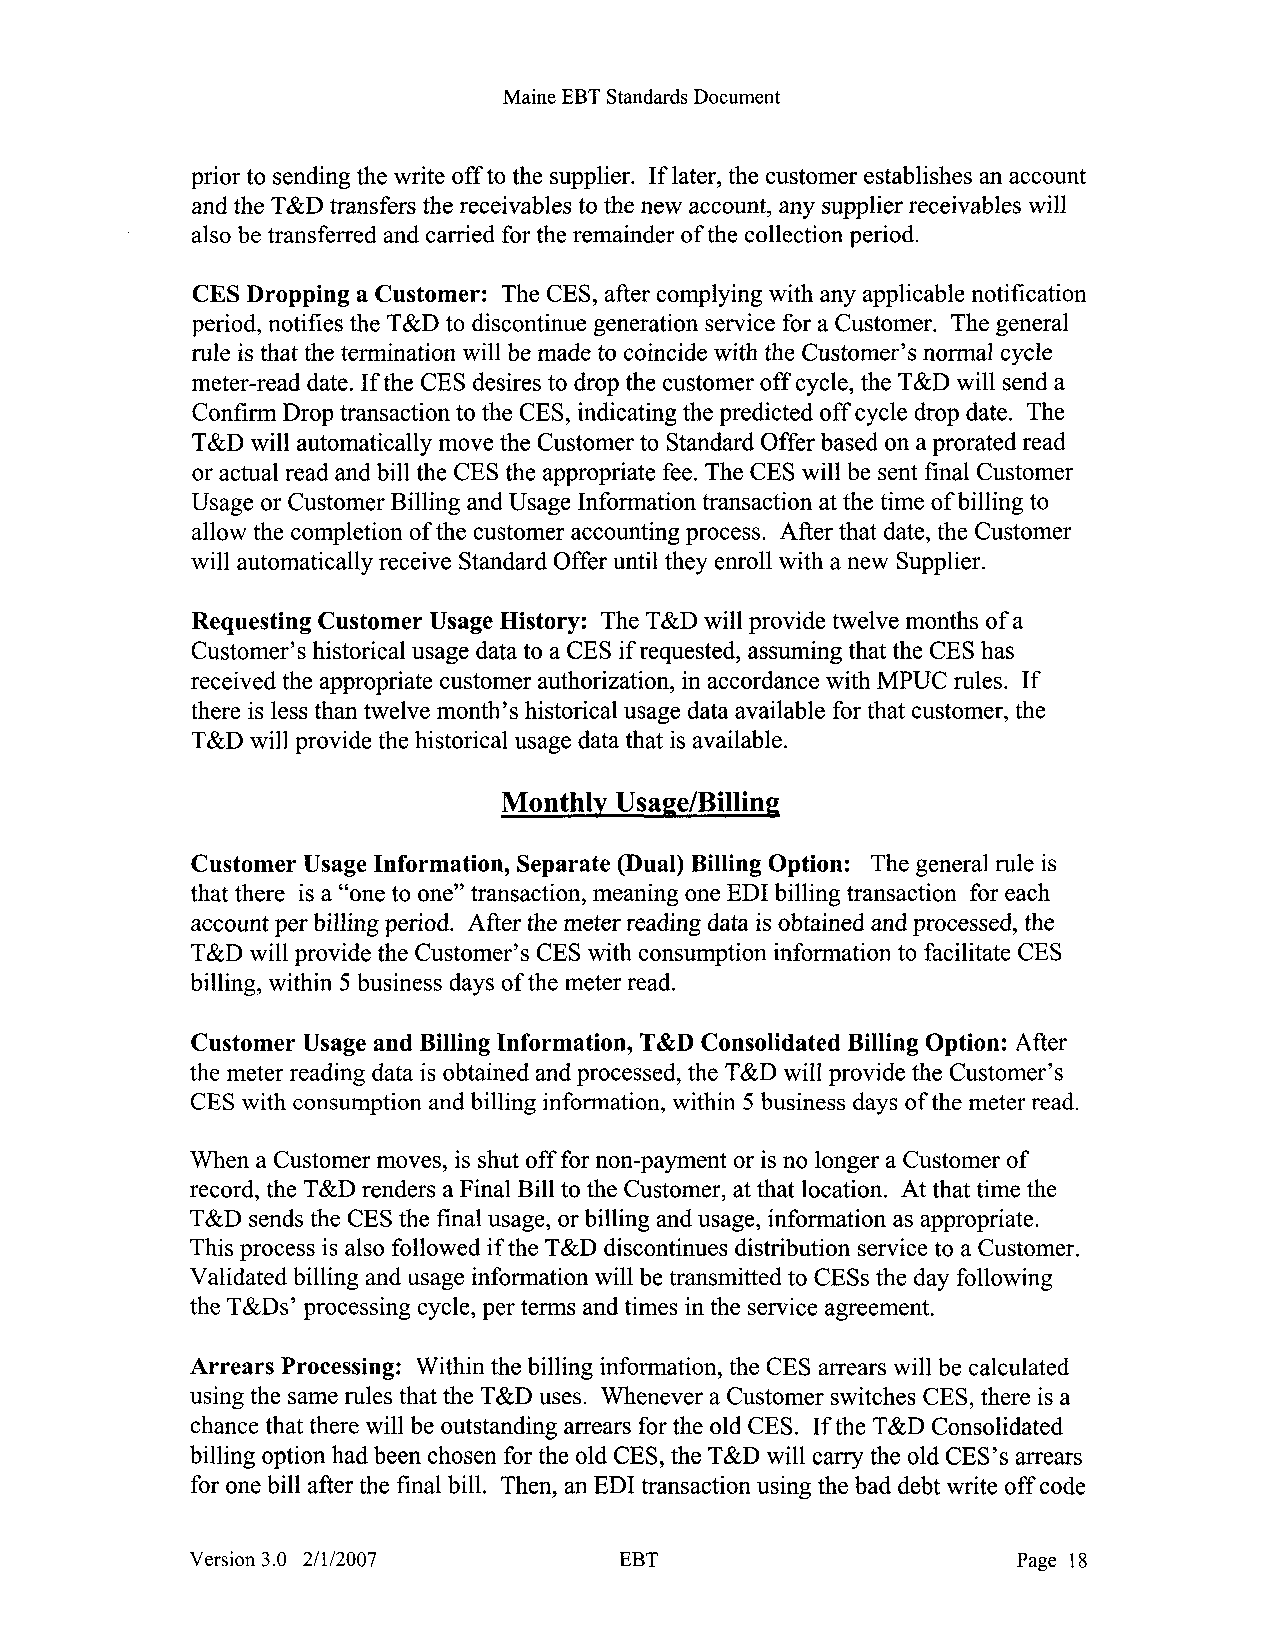 Maine EBT Standards Document
prior to sending the write off to the supplier. If later, the customer establishes an account
and the T&D transfers the receivables to the new account, any supplier receivables will
also be transferred and carried for the remainder of the collection period.
CES Dropping a Customer: The CES, after complying with any applicable notification
period, notifies the T&D to discontinue generation service for a Customer. The general
rule is that the termination will be made to coincide with the Customer's normal cycle
meter-read date. If the CES desires to drop the customer off cycle, the T&D will send a
Confirm Drop transaction to the CES, indicating the predicted off cycle drop date. The
T&D will automatically move the Customer to Standard Offer based on a prorated read
or actual read and bill the CES the appropriate fee. The CES will be sent final Customer
Usage or Customer Billing and Usage Information transaction at the time of billing to
allow the completion of the customer accounting process. After that date, the Customer
will automatically receive Standard Offer until they enroll with a new Supplier.
Requesting Customer Usage History: The T&D will provide twelve months of a
Customer's historical usage data to a CES if requested, assuming that the CES has
received the appropriate customer authorization, in accordance with MPUC rules. If
there is less than twelve month's historical usage data available for that customer, the
T&D will provide the historical usage data that is available.
Monthly Usage/Billing
Customer Usage Information, Separate (Dual) Billing Option: The general rule is
that there is a "one to one" transaction, meaning one EDI billing transaction for each
account per billing period. After the meter reading data is obtained and processed, the
T&D will provide the Customer's CES with consumption information to facilitate CES
billing, within 5 business days of the meter read.
Customer Usage and Billing Information, T&D Consolidated Billing Option: After
the meter reading data is obtained and processed, the T&D will provide the Customer's
CES with consumption and billing information, within 5 business days of the meter read.
When a Customer moves, is shut off for non-payment or is no longer a Customer of
record, the T&D renders a Final Bill to the Customer, at that location. At that time the
T&D sends the CES the final usage, or billing and usage, information as appropriate.
This process is also followed if the T&D discontinues distribution service to a Customer.
Validated billing and usage information will be transmitted to CESs the day following
the T&Ds' processing cycle, per terms and times in the service agreement.
Arrears Processing: Within the billing information, the CES arrears will be calculated
using the same rules that the T&D uses. Whenever a Customer switches CES, there is a
chance that there will be outstanding arrears for the old CES. If the T&D Consolidated
billing option had been chosen for the old CES, the T&D will carry the old CES's arrears
for one bill after the final bill. Then, an EDI transaction using the bad debt write off code
Version 3.0 2/1/2007 EBT Page 18